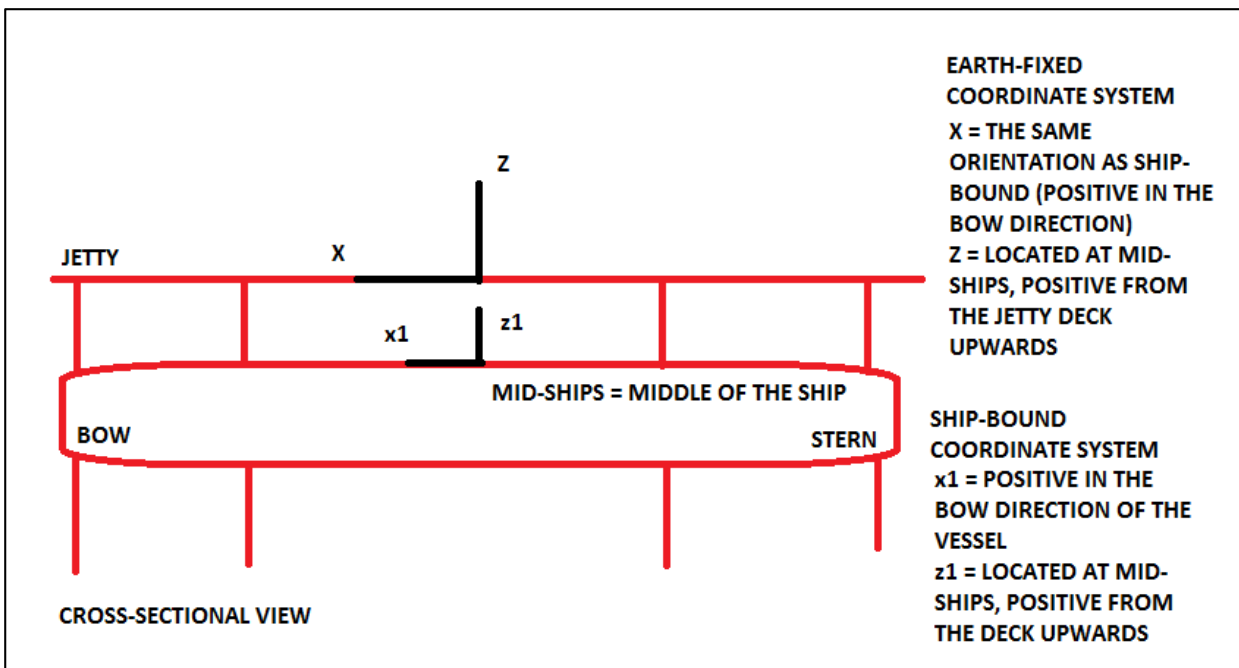 EARTH-FIXED
COORDINATE SYSTEM
X = THE SAME
ORIENTATION AS SHIP-
BOUND (POSITIVE IN THE
BOW DIRECTION)
Z = LOCATED AT MID-
SHIPS, POSITIVE FROM
THE JETTY DECK
UPWARDS
Z
X
JETTY
x1
z1
MID-SHIPS = MIDDLE OF THE SHIP
BOW
STERN
SHIP-BOUND
COORDINATE SYSTEM
x1 = POSITIVE IN THE
BOW DIRECTION OF THE
VESSEL
z1 = LOCATED AT MID-
SHIPS, POSITIVE FROM
THE DECK UPWARDS
CROSS-SECTIONAL VIEW